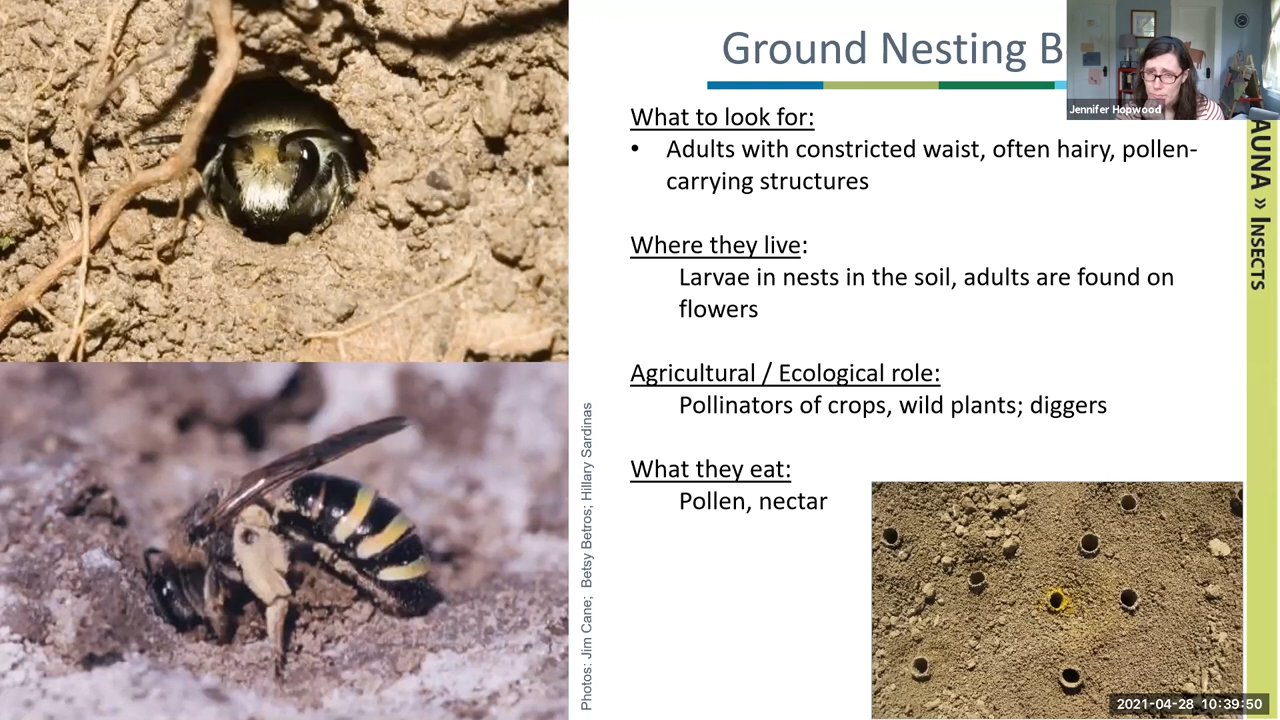 Ground Nesting B
Jennifer Hopwood
What to look for:
• Adults with constricted waist, often hairy, pollen-
carrying structures
Where they live:
Larvae in nests in the soil, adults are found on
flowers
Agricultural / Ecological role:
Pollinators of crops, wild plants; diggers
What they eat:
Pollen, nectar
Photos: Jim Cane; Betsy Betros; Hillary Sardinas
AUNA » INSECTS
2021-04-28 10:39:50